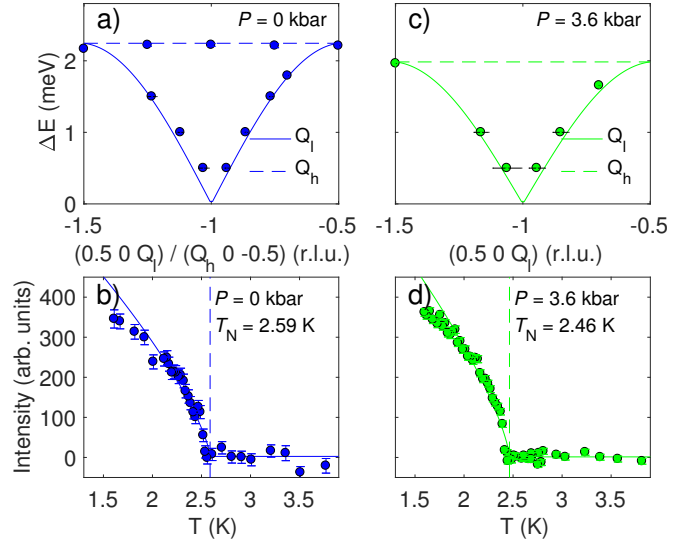 a)
P = 0 kbar
c)
P = 3.6 kbar
ΔE (meV)
2
1
0
Q_l
Q_h
Q_l
Q_h
-1.5 -1 -0.5
-1.5 -1 -0.5
(0.5 0 Q_l) / (Q_h 0 -0.5) (r.l.u.)
(0.5 0 Q_l) (r.l.u.)
b)
P = 0 kbar
T_N = 2.59 K
d)
P = 3.6 kbar
T_N = 2.46 K
Intensity (arb. units)
400
300
200
100
0
1.5 2 2.5 3 3.5
1.5 2 2.5 3 3.5
T (K)
T (K)